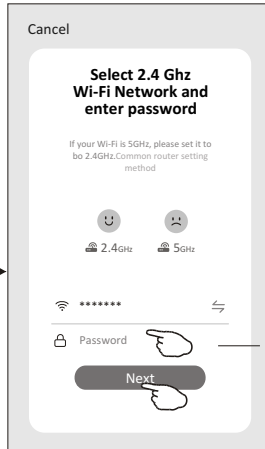 Cancel
Select 2.4 Ghz
Wi-Fi Network and
enter password
If your Wi-Fi is 5GHz, please set it to
bo 2.4GHz.Common router setting
method
2.4GHz 5GHz
*******
Password
Next